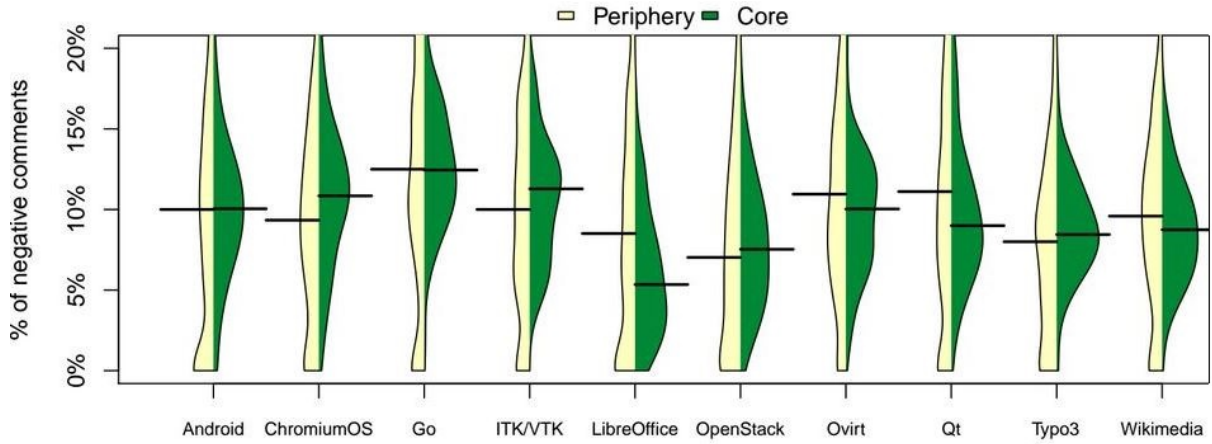 Periphery Core
% of negative comments
20%
15%
10%
5%
0%
Android ChromiumOS Go ITK/VTK LibreOffice OpenStack Ovirt Qt Typo3 Wikimedia